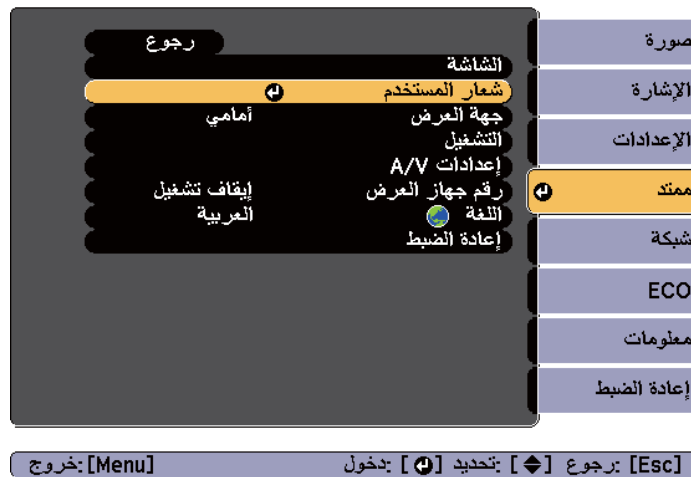 صورة
الإشارة
الإعدادات
ممتد
شبكة
ECO
معلومات
إعادة الضبط
رجوع
الشاشة
شعار المستخدم
جهة العرض أمامي
التشغيل
إعدادات A/V
رقم جهاز العرض إيقاف تشغيل
اللغة العربية
إعادة الضبط
[Esc] :رجوع [ ] :تحديد [ ] :دخول [Menu] :خروج